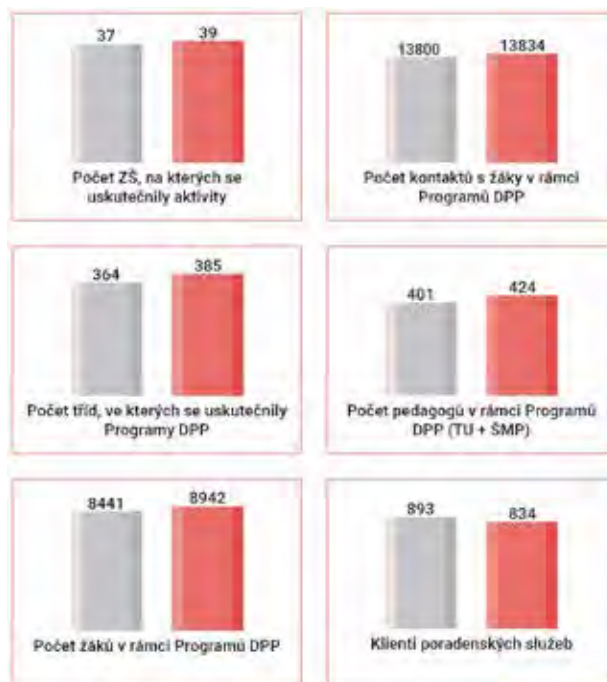 37 39
Počet ZŠ, na kterých se
uskutečnily aktivity
13800 13834
Počet kontaktů s žáky v rámci
Programů DPP
364 385
Počet tříd, ve kterých se uskutečnily
Programy DPP
401 424
Počet pedagogů v rámci Programů
DPP (TU + ŠMP)
8441 8942
Počet žáků v rámci Programů DPP
893 834
Klienti poradenských služeb